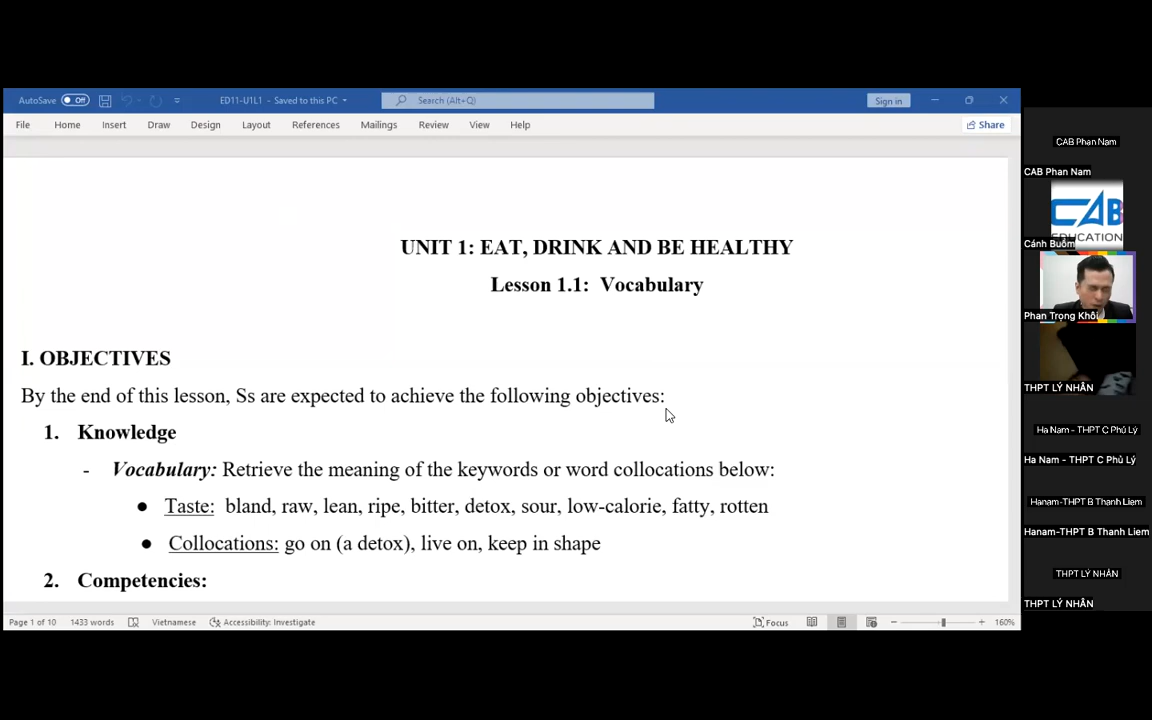 AutoSave Off ED11-U1L1 - Saved to this PC Search (Alt+Q) Sign in
File Home Insert Draw Design Layout References Mailings Review View Help Share
UNIT 1: EAT, DRINK AND BE HEALTHY
Lesson 1.1: Vocabulary
I. OBJECTIVES
By the end of this lesson, Ss are expected to achieve the following objectives:
1. Knowledge
- Vocabulary: Retrieve the meaning of the keywords or word collocations below:
● Taste: bland, raw, lean, ripe, bitter, detox, sour, low-calorie, fatty, rotten
● Collocations: go on (a detox), live on, keep in shape
2. Competencies:
Page 1 of 10 1433 words Vietnamese Accessibility: Investigate Focus 160%
CAB Phan Nam
CAB Phan Nam
CAB
EDUCATION
Cánh Buồm
Phan Trọng Khôi
THPT LÝ NHÂN
Ha Nam - THPT C Phủ Lý
Ha Nam - THPT C Phủ Lý
Hanam-THPT B Thanh Liem
Hanam-THPT B Thanh Liem
THPT LÝ NHÂN
THPT LÝ NHÂN